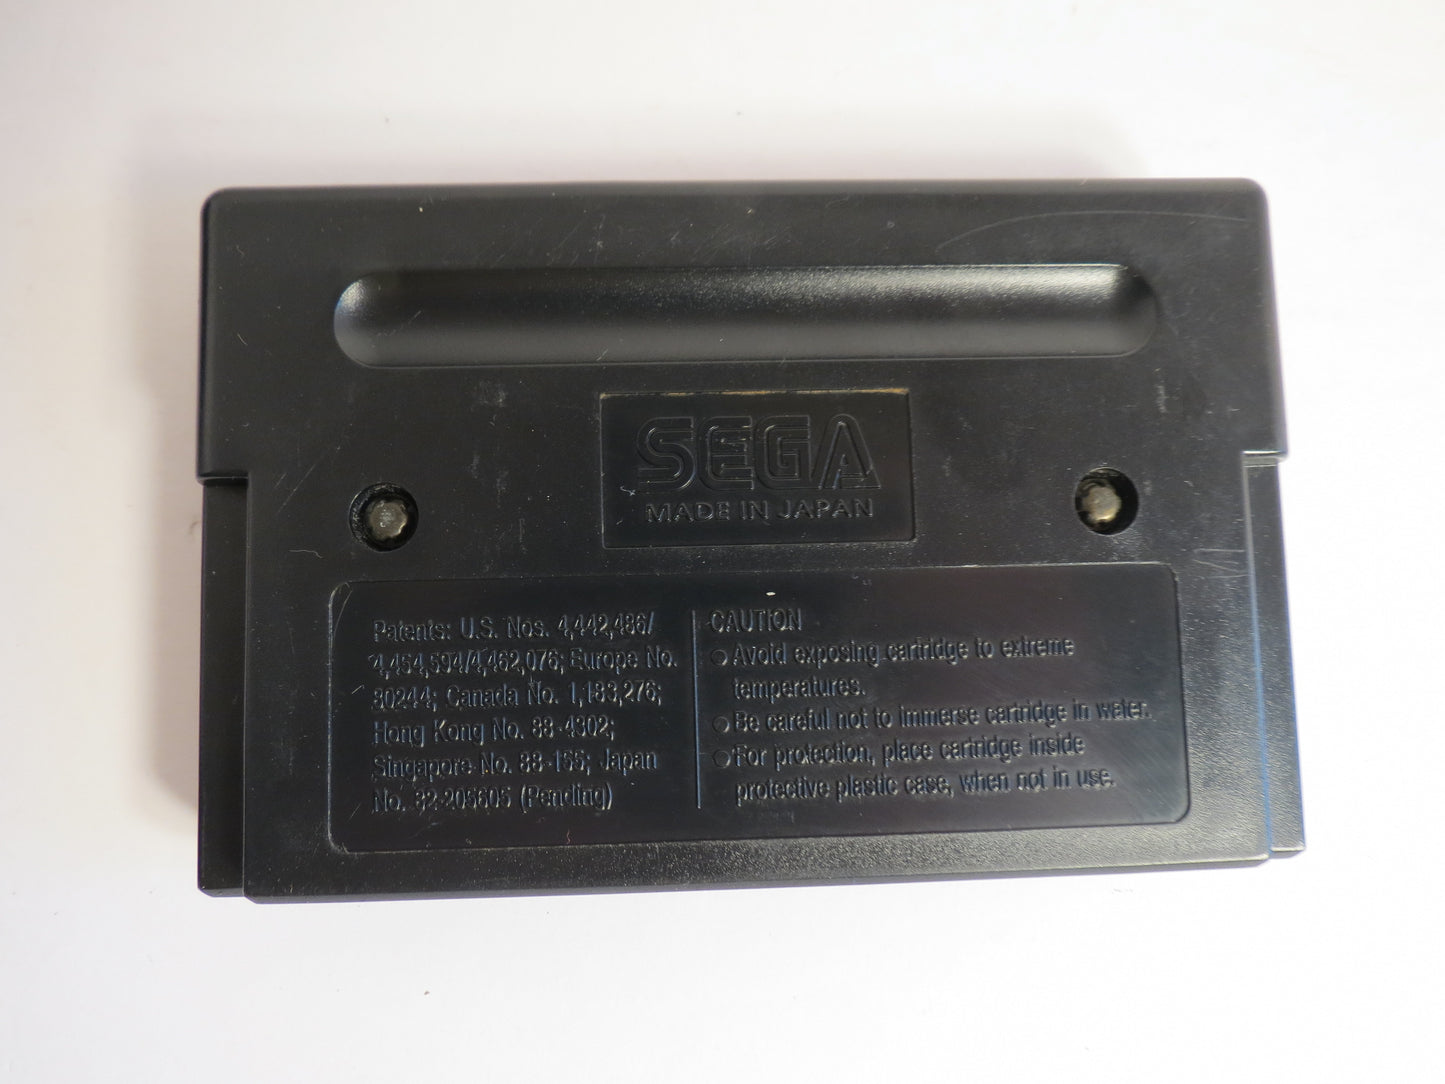 SEGA
MADE IN JAPAN
Patents: U.S. Nos. 4,442,486/
4,454,594/4,462,076; Europe No.
80244; Canada No. 1,183,276;
Hong Kong No. 88-4302;
Singapore No. 88-155; Japan
No. 82-205605 (Pending)
CAUTION
○ Avoid exposing cartridge to extreme
temperatures.
○ Be careful not to immerse cartridge in water.
○ For protection, place cartridge inside
protective plastic case, when not in use.